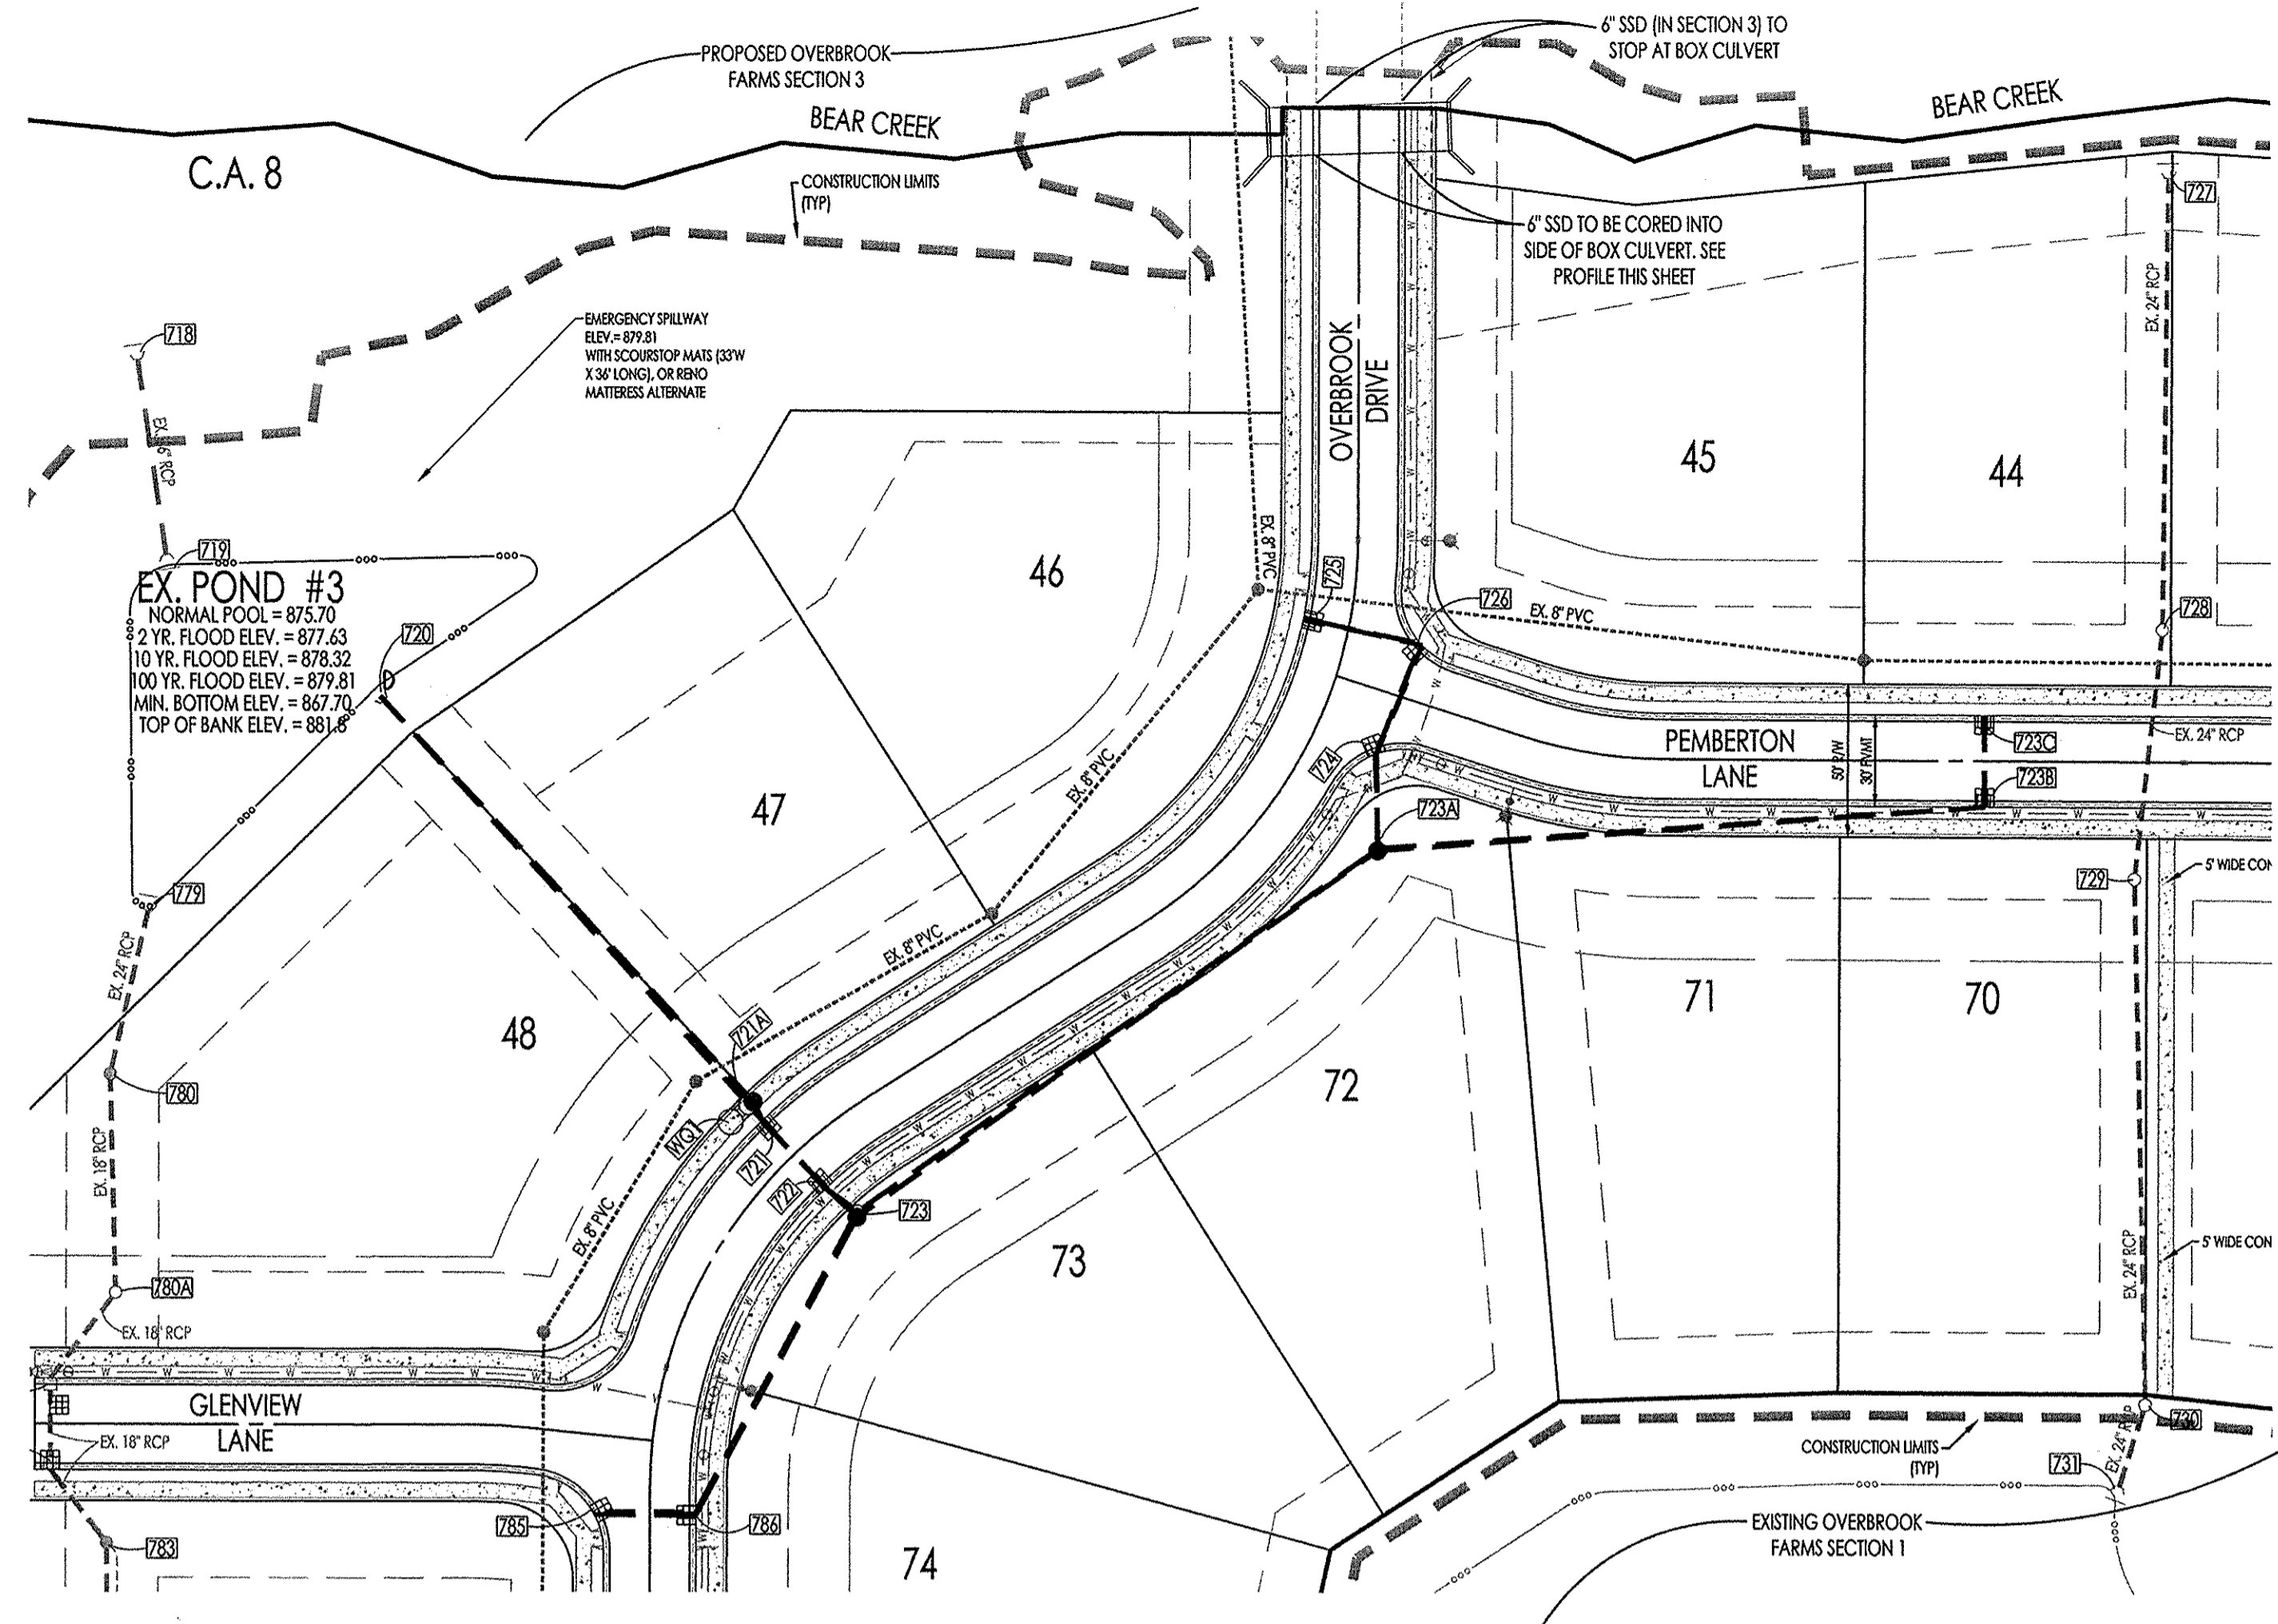 PROPOSED OVERBROOK
FARMS SECTION 3
6" SSD (IN SECTION 3) TO
STOP AT BOX CULVERT
BEAR CREEK
BEAR CREEK
C.A. 8
CONSTRUCTION LIMITS
(TYP)
727
6" SSD TO BE CORED INTO
SIDE OF BOX CULVERT. SEE
PROFILE THIS SHEET
EX. 24" RCP
EMERGENCY SPILLWAY
ELEV.= 879.81
WITH SCOURSTOP MATS (33'W
X 36' LONG), OR RENO
MATTERESS ALTERNATE
718
OVERBROOK
DRIVE
45
44
RCP
EX. 8" PVC
719
EX. POND #3
NORMAL POOL = 875.70
2 YR. FLOOD ELEV. = 877.63
10 YR. FLOOD ELEV. = 878.32
100 YR. FLOOD ELEV. = 879.81
MIN. BOTTOM ELEV. = 867.70
TOP OF BANK ELEV. = 881.8
720
46
725
726
EX. 8" PVC
728
PEMBERTON
LANE
50' R/W
30' PVMT
723C
EX. 24" RCP
723B
724
723A
EX. 8" PVC
47
779
729
5' WIDE CON
EX. 8" PVC
EX. 24" RCP
48
721A
71
70
72
780
WQ1
721
722
723
EX. 18" RCP
EX. 8" PVC
73
5' WIDE CON
EX. 24" RCP
780A
EX. 18" RCP
GLENVIEW
LANE
EX. 18" RCP
730
CONSTRUCTION LIMITS
(TYP)
EX. 24" RCP
731
785
786
783
74
EXISTING OVERBROOK
FARMS SECTION 1